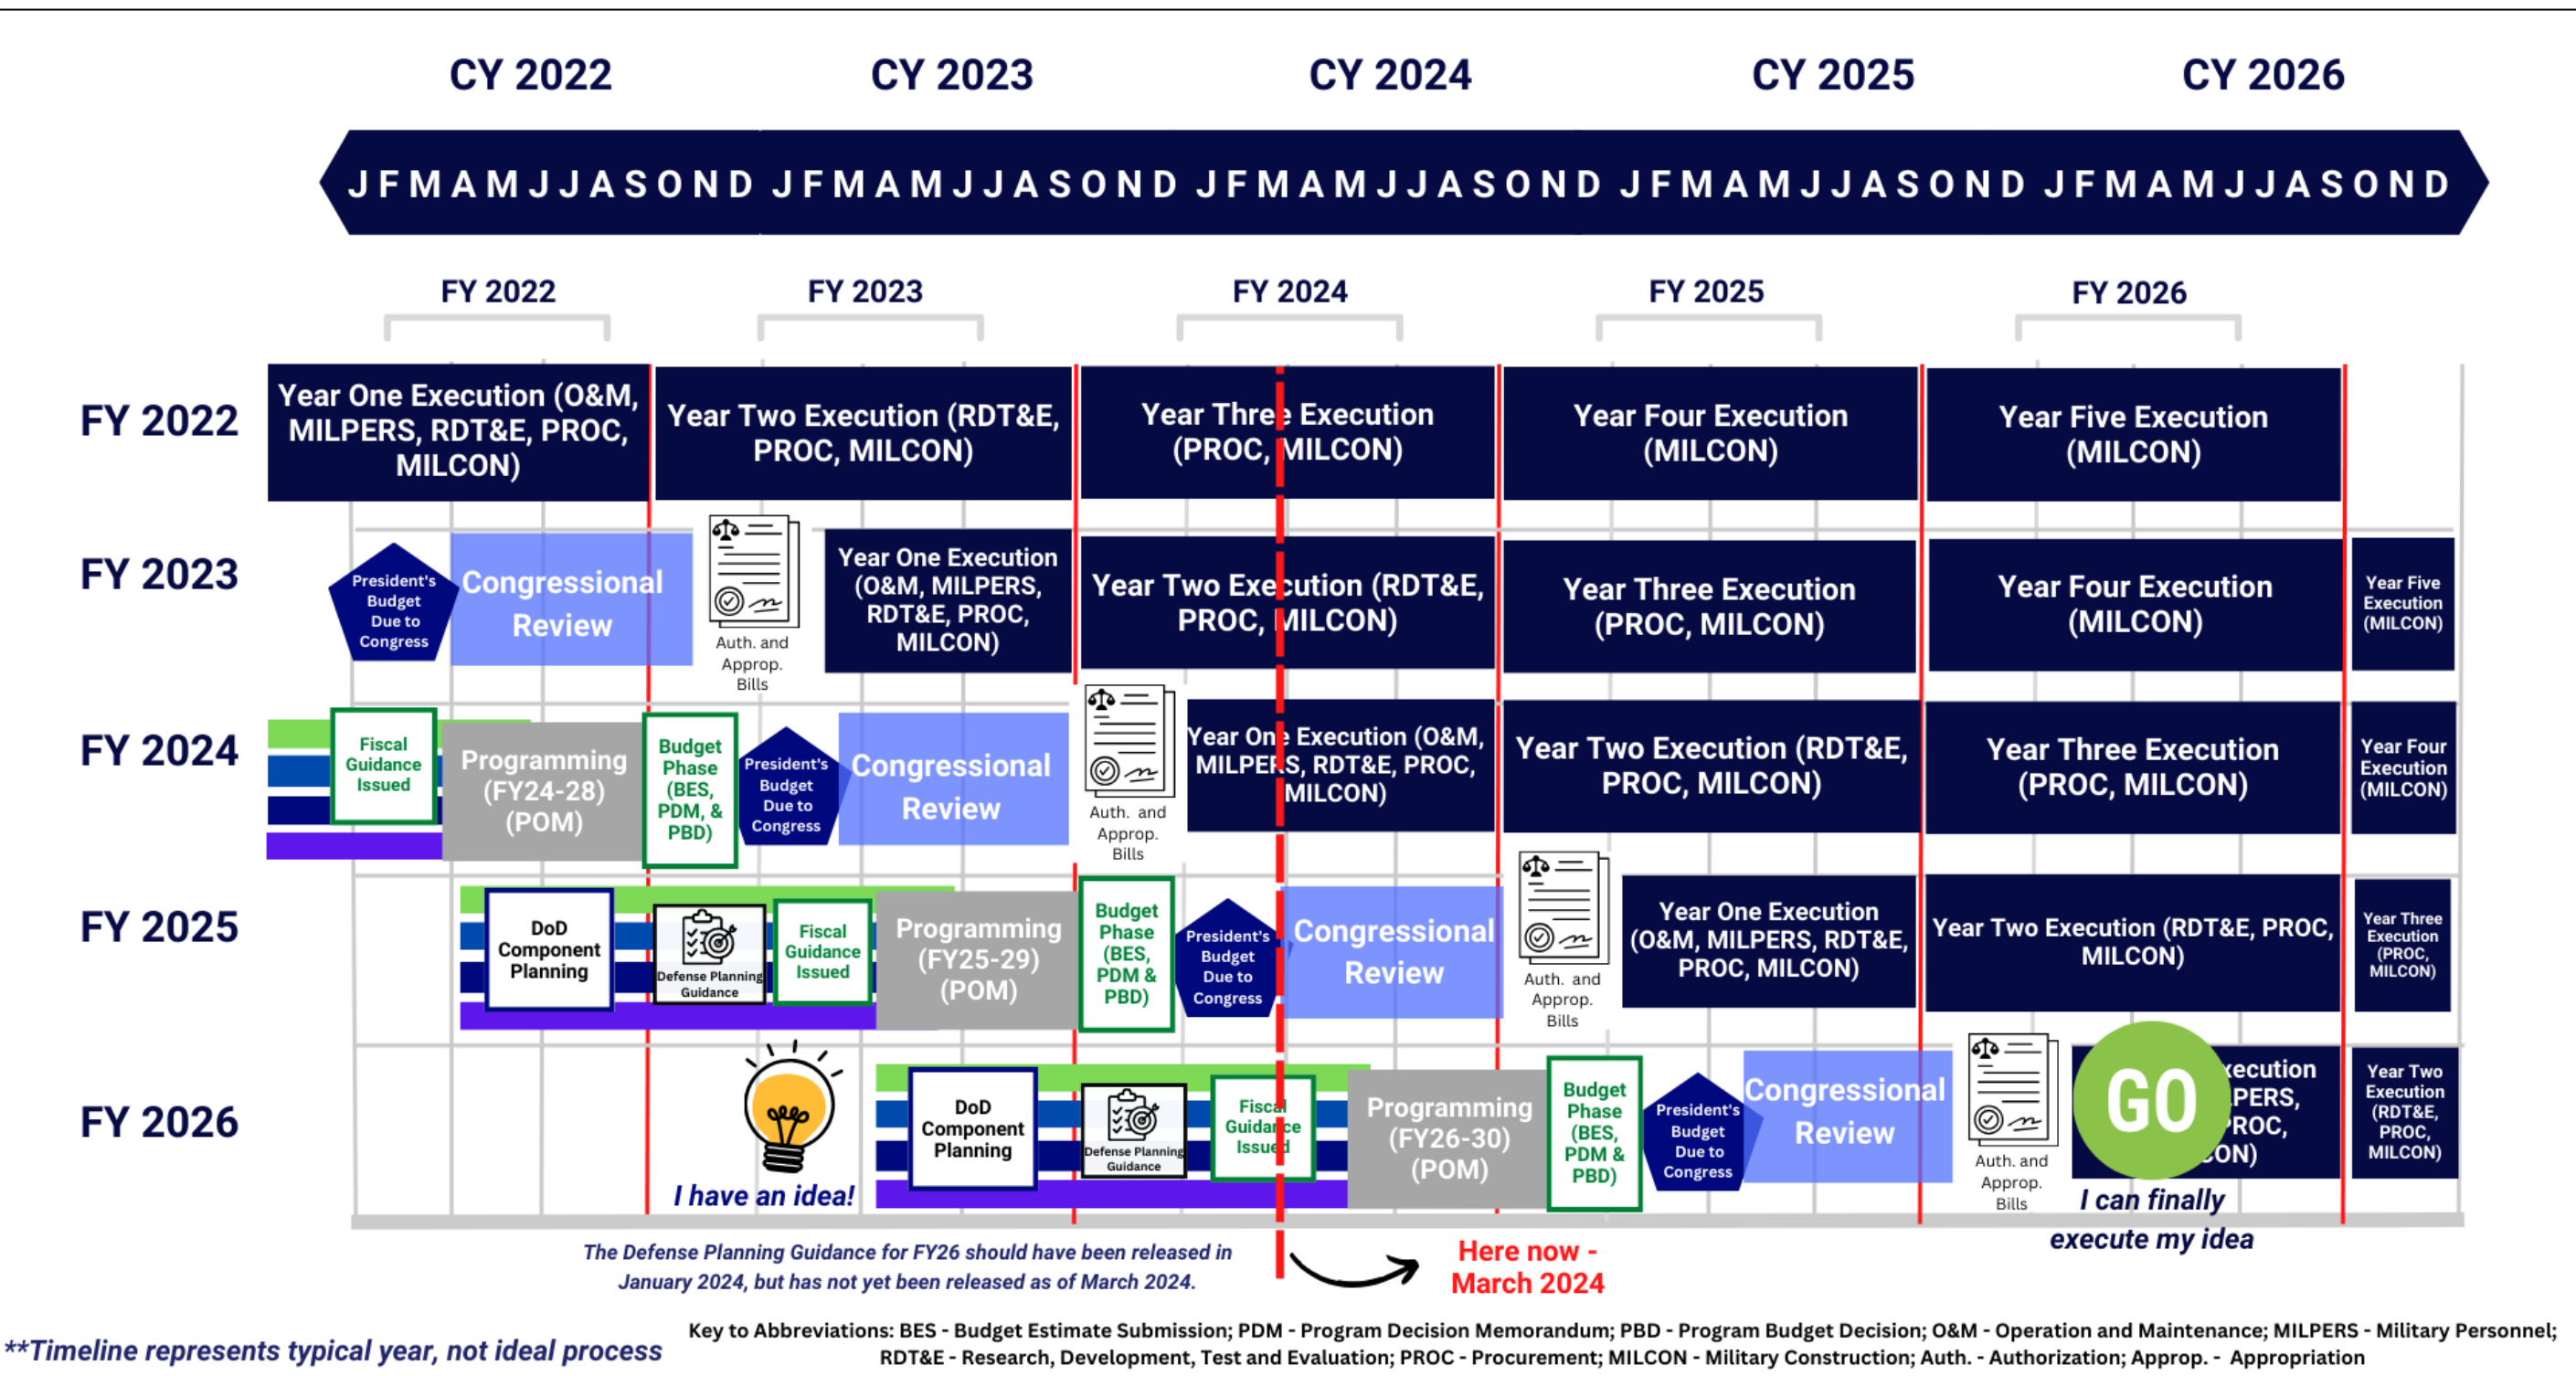 CY 2022 CY 2023 CY 2024 CY 2025 CY 2026
J F M A M J J A S O N D J F M A M J J A S O N D J F M A M J J A S O N D J F M A M J J A S O N D J F M A M J J A S O N D
FY 2022 FY 2023 FY 2024 FY 2025 FY 2026
FY 2022
Year One Execution (O&M,
MILPERS, RDT&E, PROC,
MILCON)
Year Two Execution (RDT&E,
PROC, MILCON)
Year Three Execution
(PROC, MILCON)
Year Four Execution
(MILCON)
Year Five Execution
(MILCON)
FY 2023
President's
Budget
Due to
Congress
Congressional
Review
Auth. and
Approp.
Bills
Year One Execution
(O&M, MILPERS,
RDT&E, PROC,
MILCON)
Year Two Execution (RDT&E,
PROC, MILCON)
Year Three Execution
(PROC, MILCON)
Year Four Execution
(MILCON)
Year Five
Execution
(MILCON)
FY 2024
Fiscal
Guidance
Issued
Programming
(FY24-28)
(POM)
Budget
Phase
(BES,
PDM, &
PBD)
President's
Budget
Due to
Congress
Congressional
Review
Auth. and
Approp.
Bills
Year One Execution (O&M,
MILPERS, RDT&E, PROC,
MILCON)
Year Two Execution (RDT&E,
PROC, MILCON)
Year Three Execution
(PROC, MILCON)
Year Four
Execution
(MILCON)
FY 2025
DoD
Component
Planning
Defense Planning
Guidance
Fiscal
Guidance
Issued
Programming
(FY25-29)
(POM)
Budget
Phase
(BES,
PDM &
PBD)
President's
Budget
Due to
Congress
Congressional
Review
Auth. and
Approp.
Bills
Year One Execution
(O&M, MILPERS, RDT&E,
PROC, MILCON)
Year Two Execution (RDT&E, PROC,
MILCON)
Year Three
Execution
(PROC,
MILCON)
FY 2026
I have an idea!
DoD
Component
Planning
Defense Planning
Guidance
Fiscal
Guidance
Issued
Programming
(FY26-30)
(POM)
Budget
Phase
(BES,
PDM &
PBD)
President's
Budget
Due to
Congress
Congressional
Review
Auth. and
Approp.
Bills
GO
I can finally
execute my idea
Year Two
Execution
(RDT&E,
PROC,
MILCON)
The Defense Planning Guidance for FY26 should have been released in
January 2024, but has not yet been released as of March 2024.
Here now -
March 2024
**Timeline represents typical year, not ideal process
Key to Abbreviations: BES - Budget Estimate Submission; PDM - Program Decision Memorandum; PBD - Program Budget Decision; O&M - Operation and Maintenance; MILPERS - Military Personnel;
RDT&E - Research, Development, Test and Evaluation; PROC - Procurement; MILCON - Military Construction; Auth. - Authorization; Approp. - Appropriation